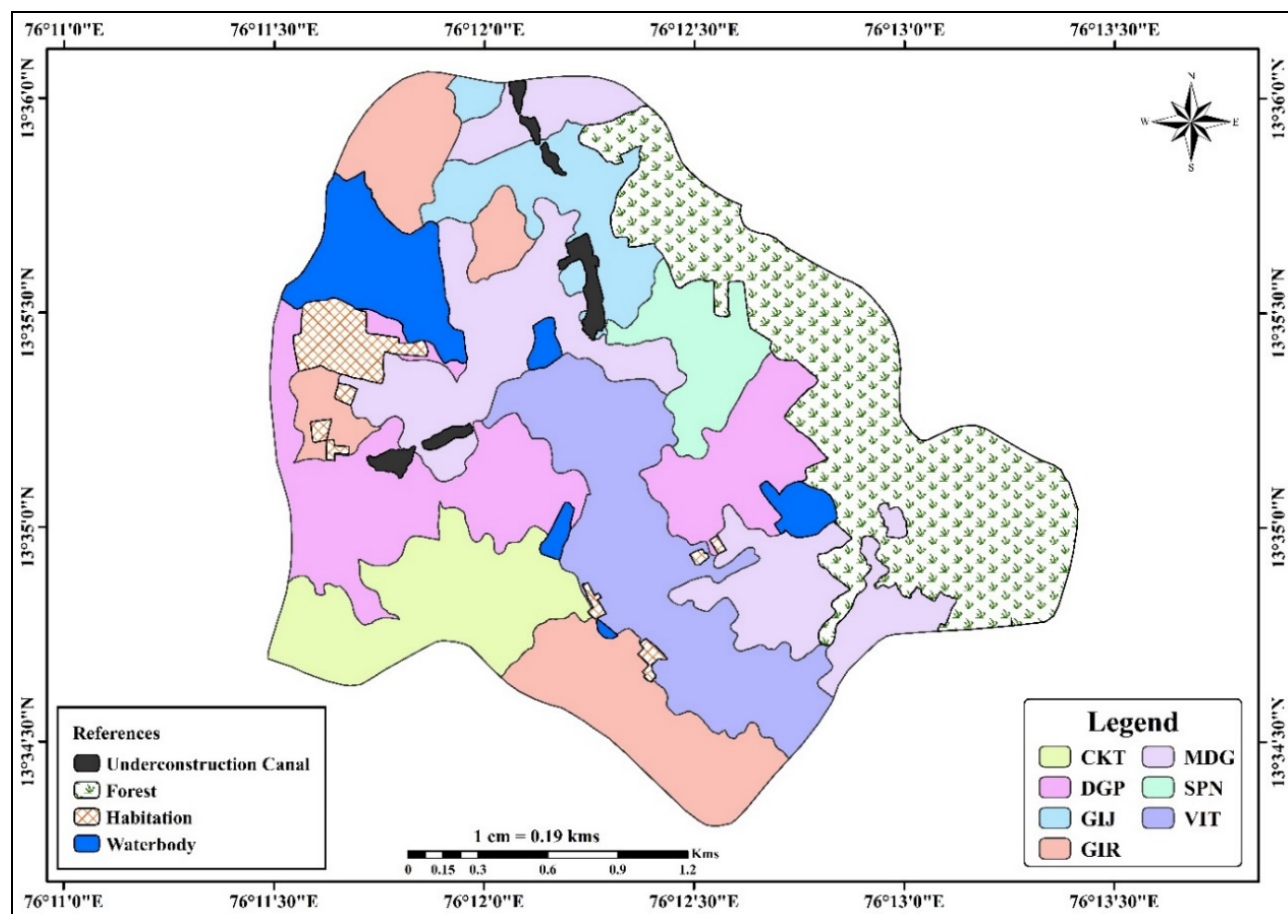 76°11'0"E 76°11'30"E 76°12'0"E 76°12'30"E 76°13'0"E 76°13'30"E
13°36'0"N 13°36'0"N
N
W E
S
13°35'30"N 13°35'30"N
13°35'0"N 13°35'0"N
13°34'30"N 13°34'30"N
References
Underconstruction Canal
Forest
Habitation
Waterbody
1 cm = 0.19 kms
Kms
0 0.15 0.3 0.6 0.9 1.2
Legend
CKT MDG
DGP SPN
GIJ VIT
GIR
76°11'0"E 76°11'30"E 76°12'0"E 76°12'30"E 76°13'0"E 76°13'30"E